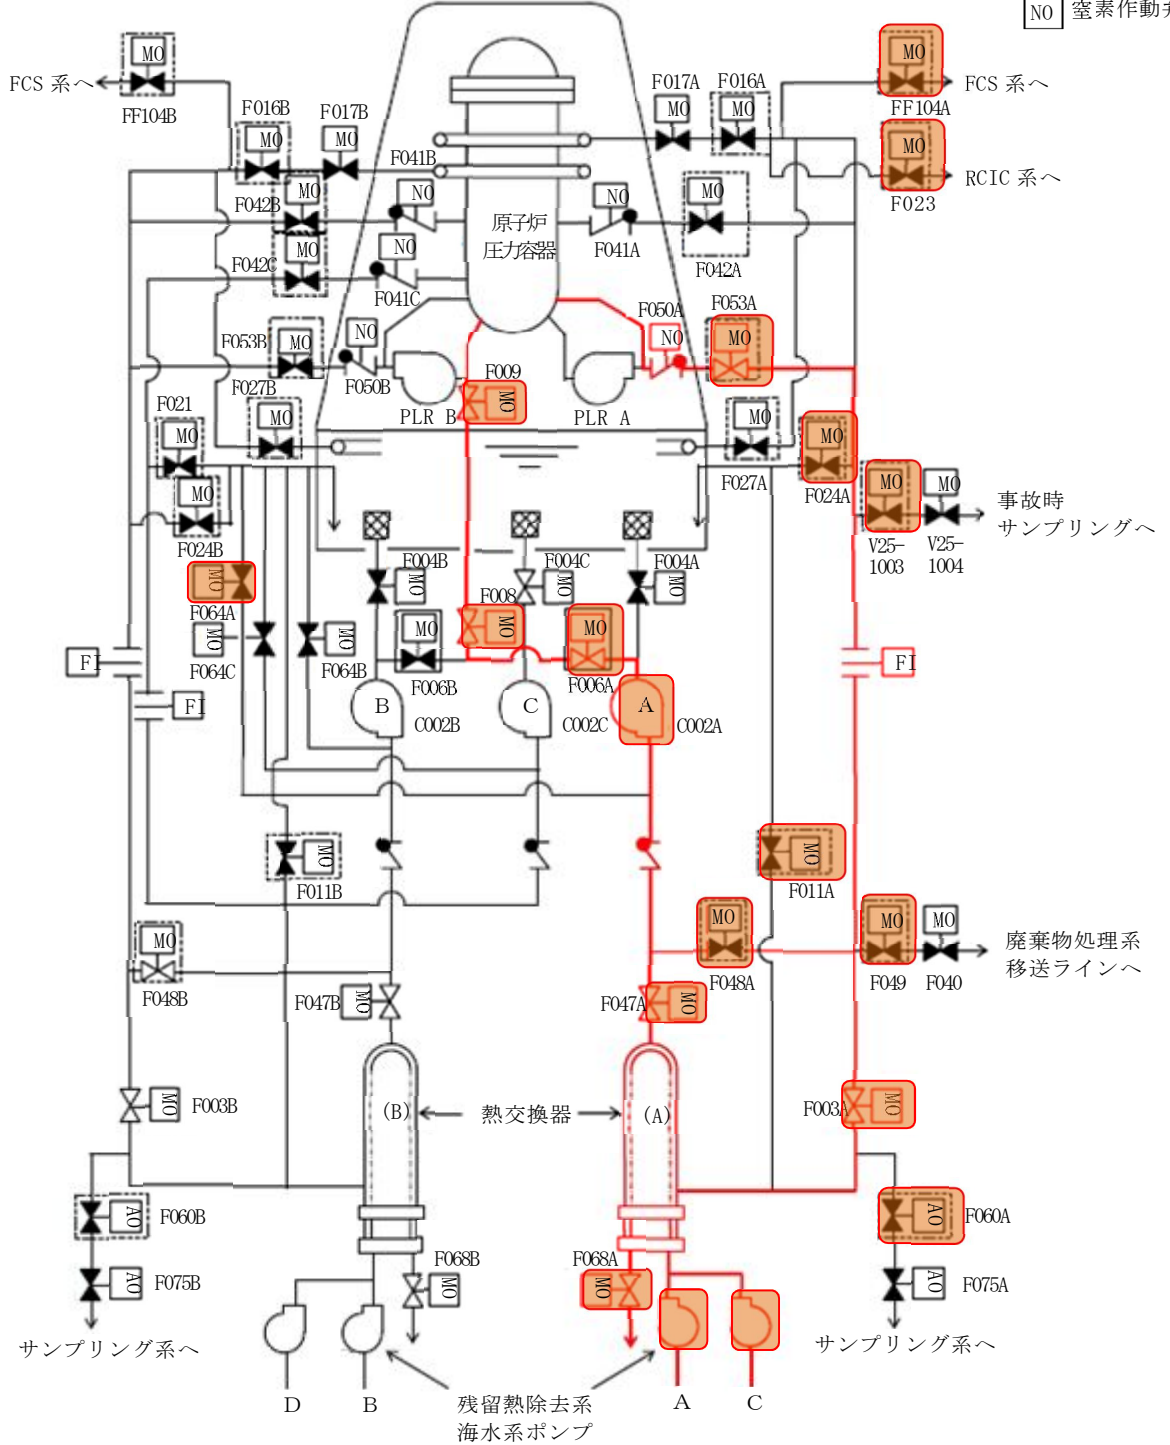 NO 窒素作動弁
MO
MO
FCS 系へ
FF104B
F016B
F017B
F017A
F016A
MO
MO
FCS 系へ
FF104A
MO
MO
MO
RCIC 系へ
F023
F041B
MO
NO
NO
MO
F042B
原子炉
圧力容器
F041A
F042A
MO
NO
F042C
F041C
F050A
F053A
NO
MO
F053B
MO
NO
F050B
F009
MO
PLR B
PLR A
F027B
MO
F021
MO
MO
F024B
MO
F027A
MO
F024A
MO
MO
事故時
サンプリングへ
V25-
1003
V25-
1004
F004B
MO
F004C
MO
F004A
MO
MO
F064A
MO
F064C
MO
F064B
F008
MO
MO
F006B
MO
F006A
FI
FI
FI
B
C002B
C
C002C
A
C002A
MO
F011B
MO
F011A
MO
F048B
MO
F048A
MO
F049
MO
F040
廃棄物処理系
移送ラインへ
F047B
MO
F047A
MO
F003B
MO
(B)
熱交換器
(A)
F003A
MO
AO
F060B
AO
F060A
F068B
MO
F068A
MO
AO
F075B
AO
F075A
サンプリング系へ
サンプリング系へ
D
B
残留熱除去系
海水系ポンプ
A
C